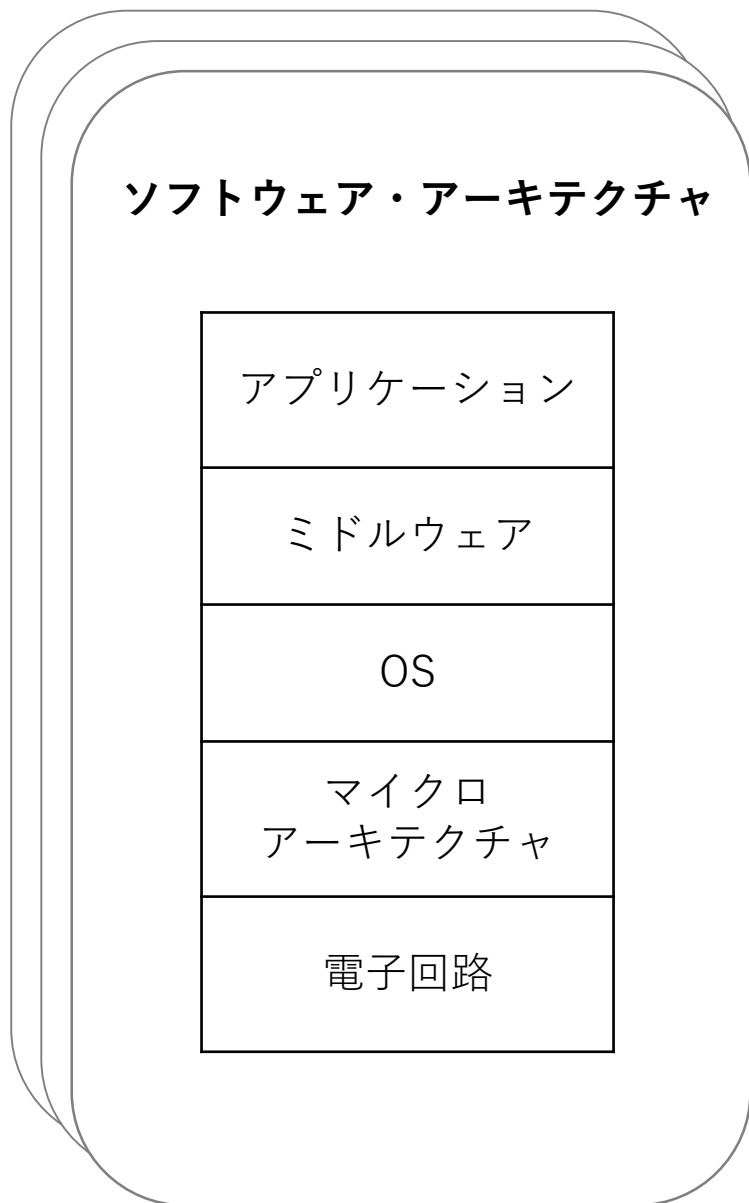 ソフトウェア・アーキテクチャ
アプリケーション
ミドルウェア
OS
マイクロ
アーキテクチャ
電子回路